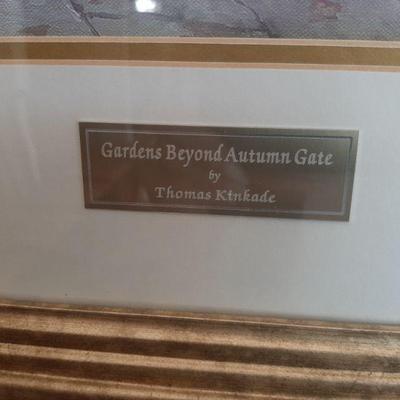 Gardens Beyond Autumn Gate
by
Thomas Kinkade